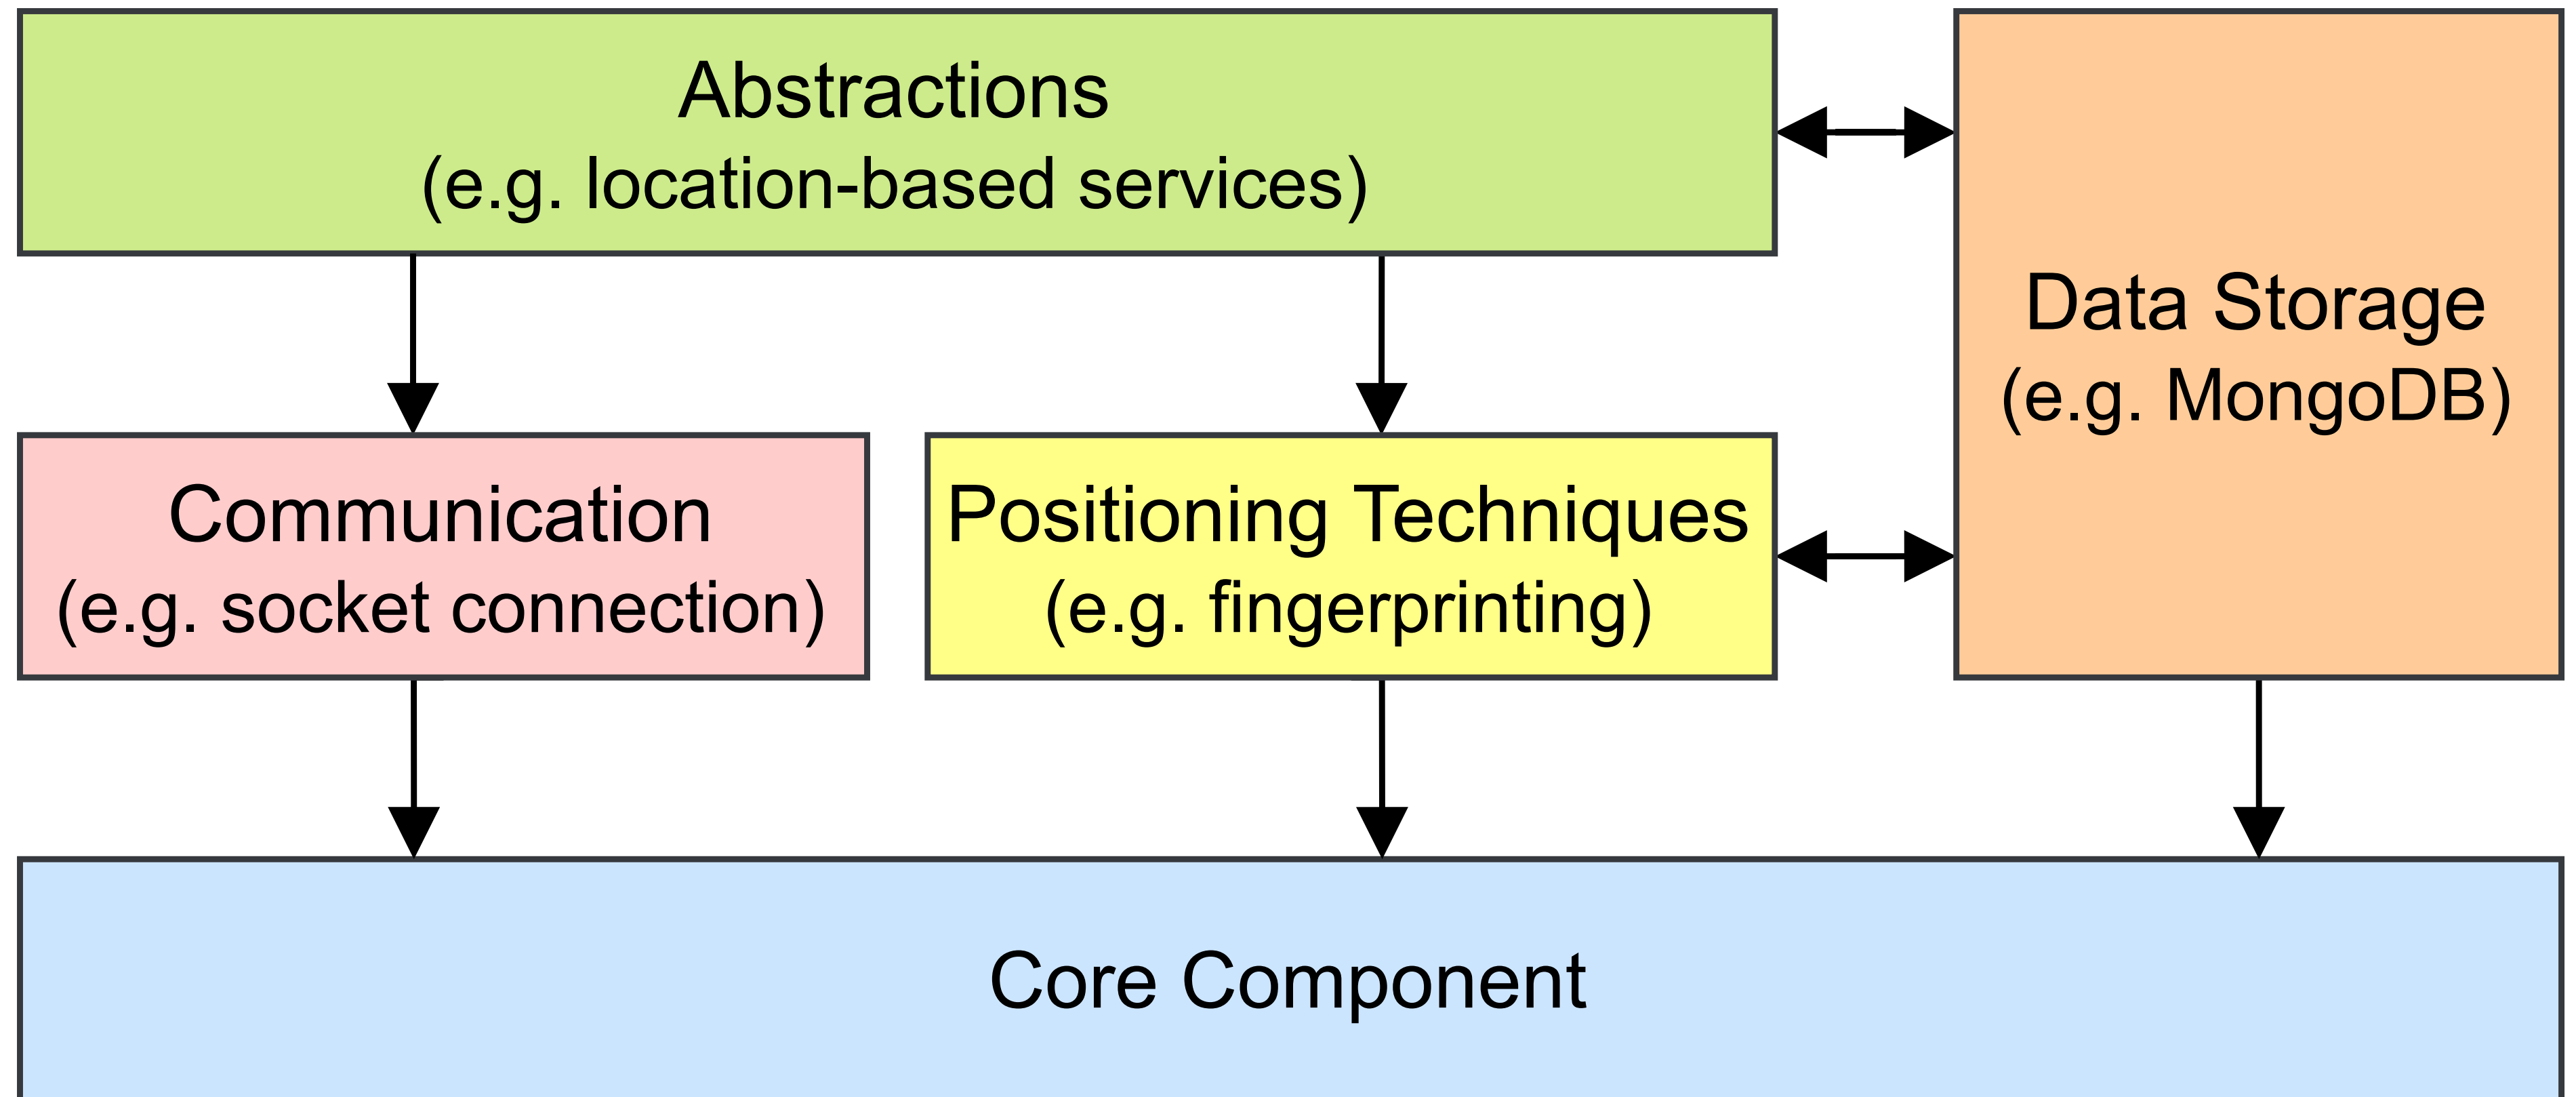 Abstractions
(e.g. location-based services)
Data Storage
(e.g. MongoDB)
Communication
(e.g. socket connection)
Positioning Techniques
(e.g. fingerprinting)
Core Component